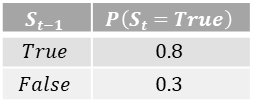 S_{t−1} P(S_t = True)
True 0.8
False 0.3